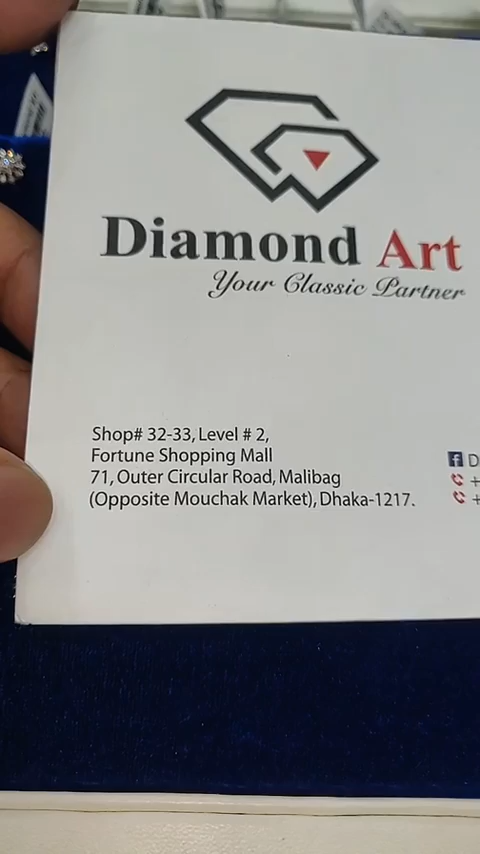 Diamond Art
Your Classic Partner
Shop# 32-33, Level # 2,
Fortune Shopping Mall
71, Outer Circular Road, Malibag
(Opposite Mouchak Market), Dhaka-1217.
f D
+
+